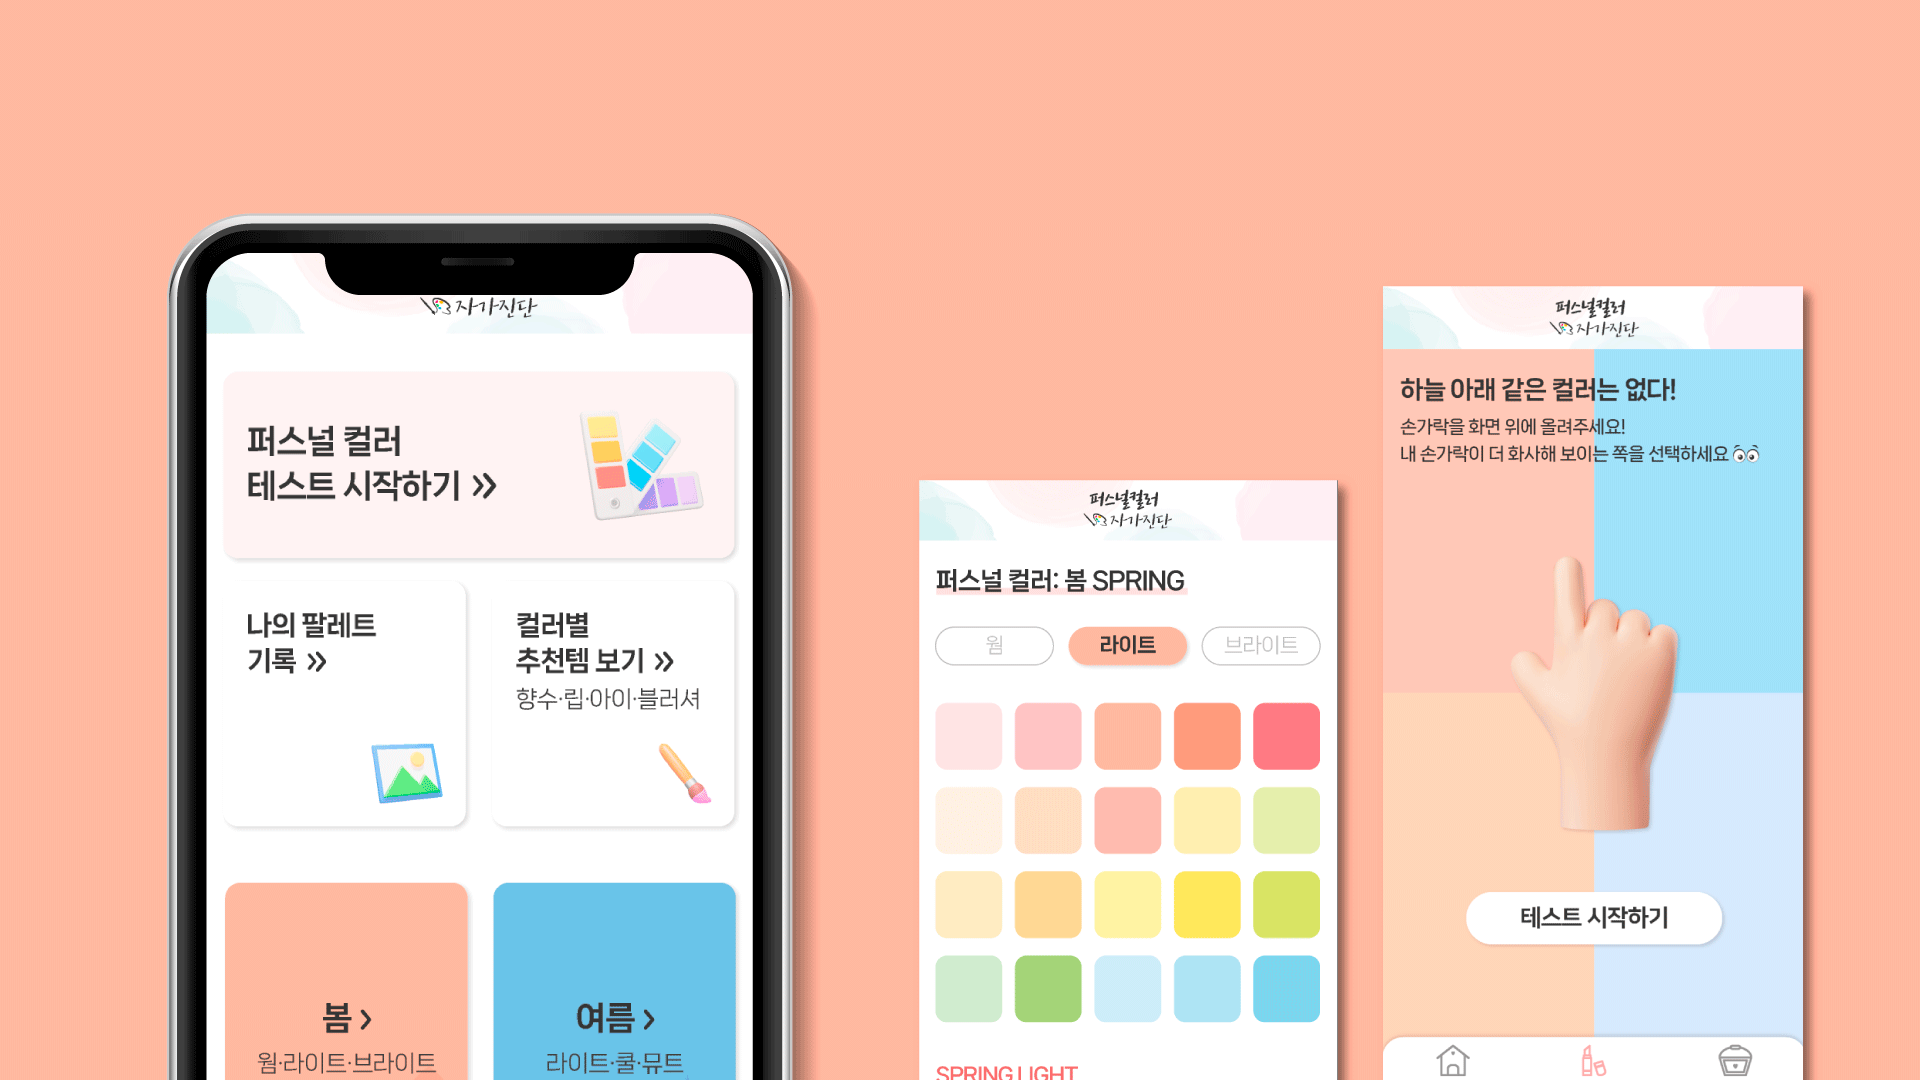 자가진단
퍼스널 컬러
테스트 시작하기
나의 팔레트
기록
컬러별
추천템 보기
향수·립·아이·블러셔
봄
웜·라이트·브라이트
여름
라이트·쿨·뮤트
퍼스널컬러
자가진단
퍼스널 컬러: 봄 SPRING
웜
라이트
브라이트
SPRING LIGHT
퍼스널컬러
자가진단
하늘 아래 같은 컬러는 없다!
손가락을 화면 위에 올려주세요!
내 손가락이 더 화사해 보이는 쪽을 선택하세요
테스트 시작하기